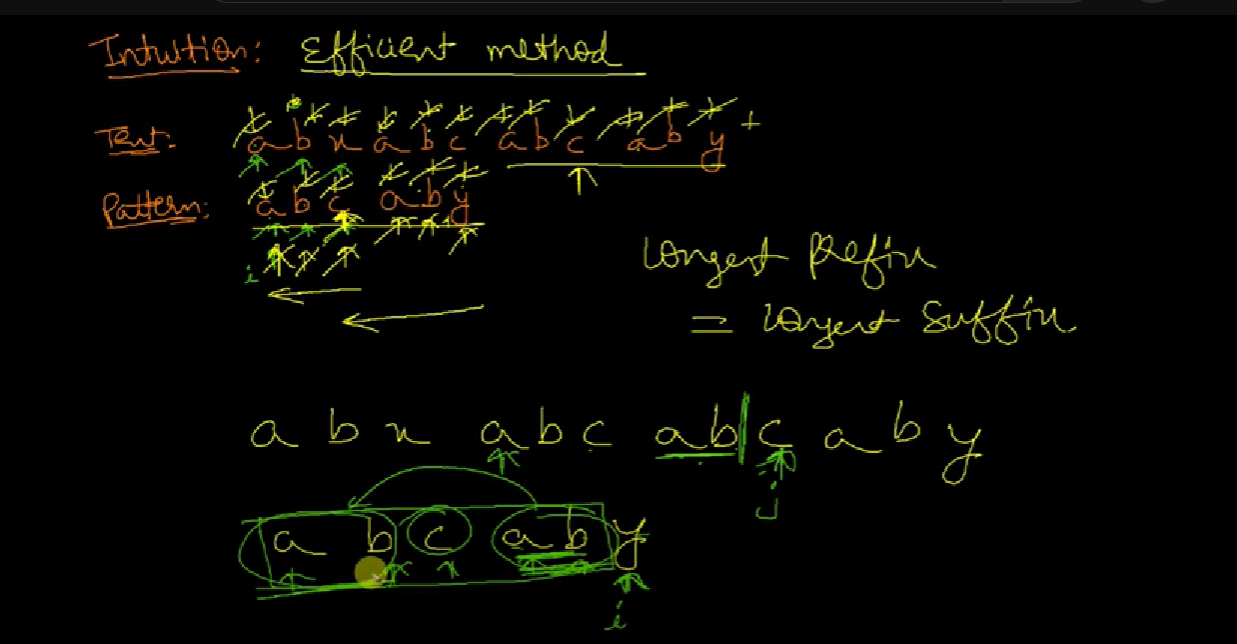 Intuition: Efficient method
Text: a b x a b c a b c a b y
Pattern: a b c a b y
i
Longest Prefix
= longest Suffix
a b x a b c a b c a b y
j
a b c a b y
i